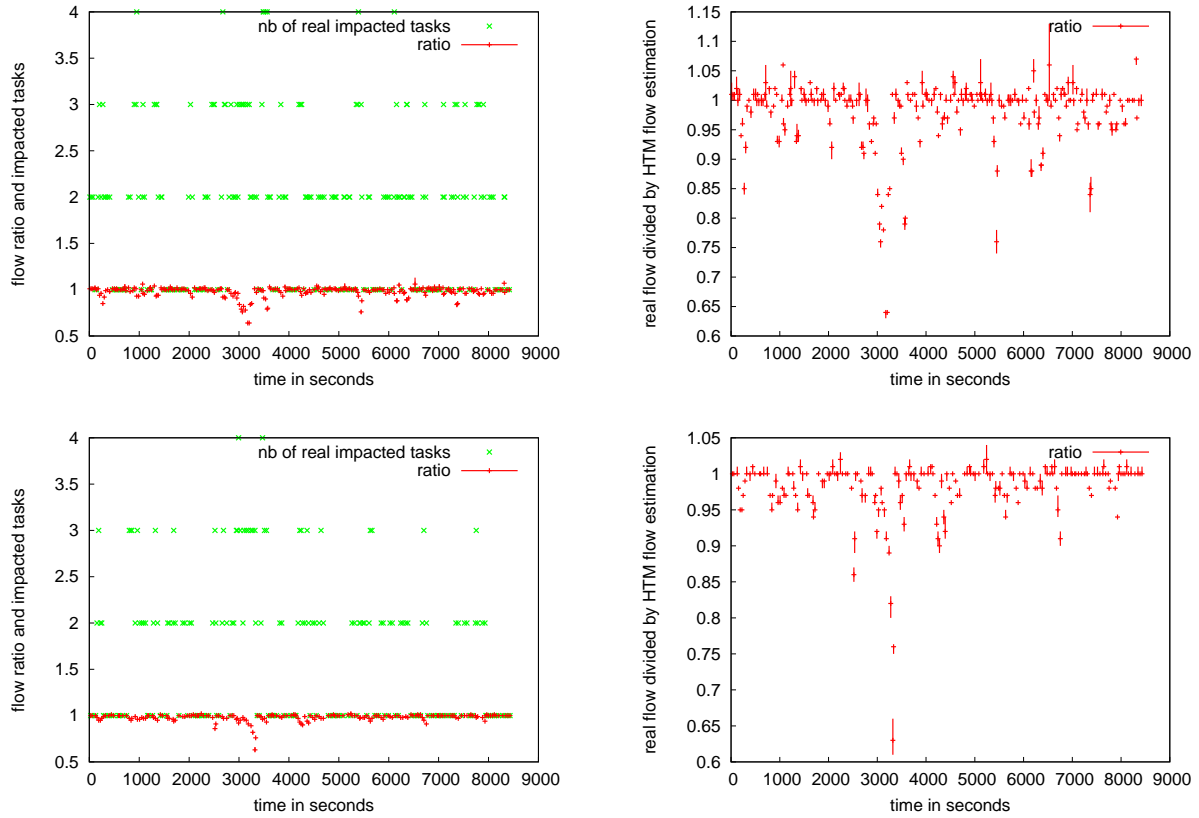 4
3.5
3
2.5
2
1.5
1
0.5
nb of real impacted tasks
ratio
flow ratio and impacted tasks
0 1000 2000 3000 4000 5000 6000 7000 8000 9000
time in seconds
1.15
1.1
1.05
1
0.95
0.9
0.85
0.8
0.75
0.7
0.65
0.6
ratio
real flow divided by HTM flow estimation
0 1000 2000 3000 4000 5000 6000 7000 8000 9000
time in seconds
4
3.5
3
2.5
2
1.5
1
0.5
nb of real impacted tasks
ratio
flow ratio and impacted tasks
0 1000 2000 3000 4000 5000 6000 7000 8000 9000
time in seconds
1.05
1
0.95
0.9
0.85
0.8
0.75
0.7
0.65
0.6
ratio
real flow divided by HTM flow estimation
0 1000 2000 3000 4000 5000 6000 7000 8000 9000
time in seconds